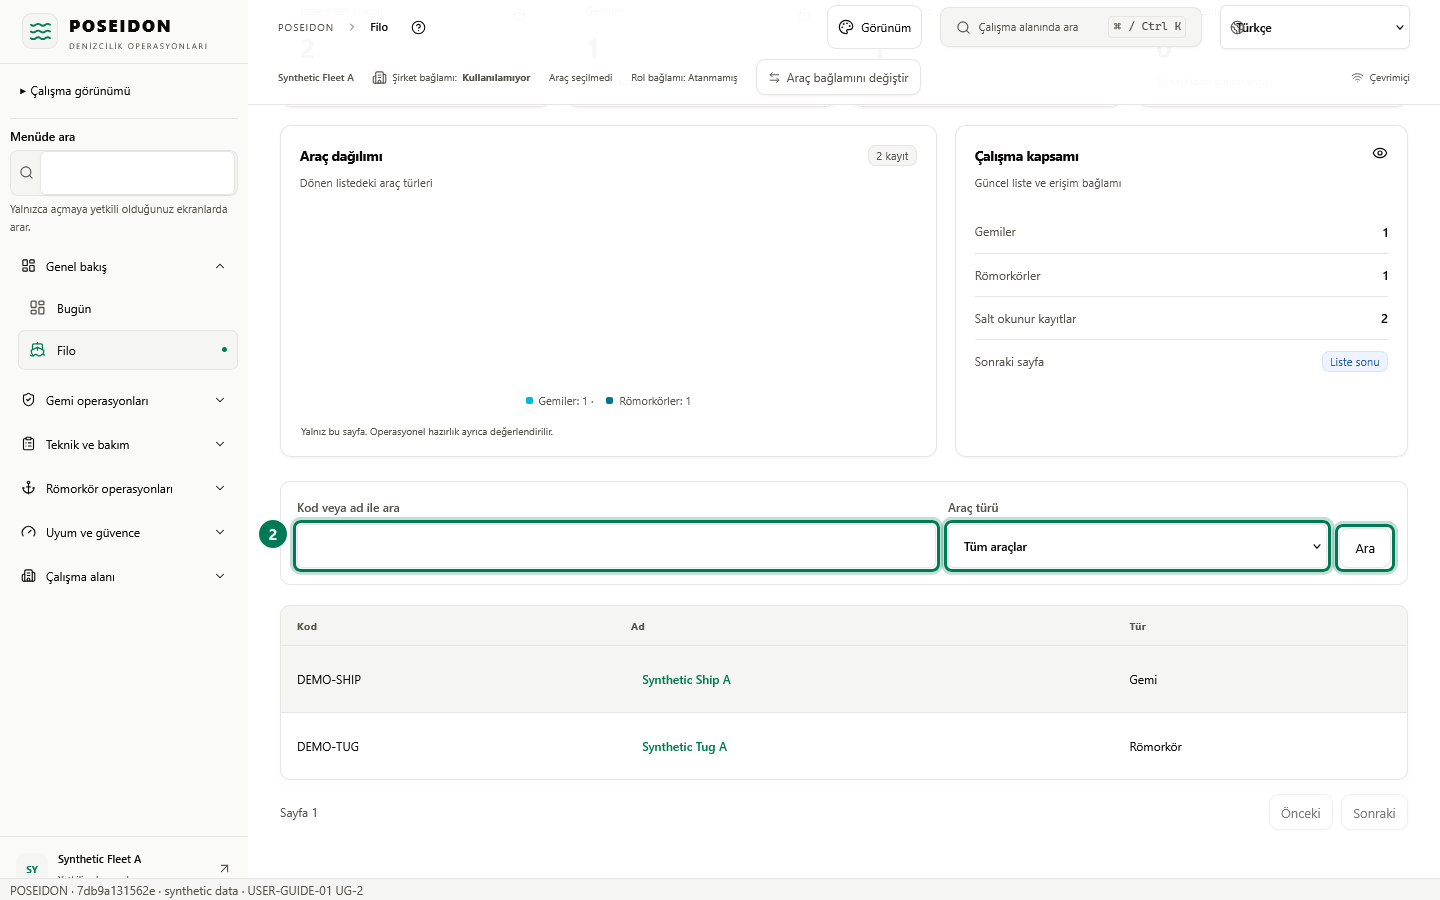 POSEIDON
DENİZCİLİK OPERASYONLARI
Çalışma görünümü
Menüde ara
Yalnızca açmaya yetkili olduğunuz ekranlarda
arar.
Genel bakış
Bugün
Filo
Gemi operasyonları
Teknik ve bakım
Römorkör operasyonları
Uyum ve güvence
Çalışma alanı
SY
Synthetic Fleet A
POSEIDON > Filo
Görünüm
Çalışma alanında ara
⌘ / Ctrl K
Türkçe
Synthetic Fleet A
Şirket bağlamı: Kullanılamıyor
Araç seçilmedi
Rol bağlamı: Atanmamış
Araç bağlamını değiştir
Çevrimiçi
Araç dağılımı
2 kayıt
Dönen listedeki araç türleri
Gemiler: 1 ·
Römorkörler: 1
Yalnız bu sayfa. Operasyonel hazırlık ayrıca değerlendirilir.
Çalışma kapsamı
Güncel liste ve erişim bağlamı
Gemiler 1
Römorkörler 1
Salt okunur kayıtlar 2
Sonraki sayfa Liste sonu
2
Kod veya ad ile ara
Araç türü
Tüm araçlar
Ara
Kod Ad Tür
DEMO-SHIP Synthetic Ship A Gemi
DEMO-TUG Synthetic Tug A Römorkör
Sayfa 1
Önceki
Sonraki
POSEIDON · 7db9a131562e · synthetic data · USER-GUIDE-01 UG-2